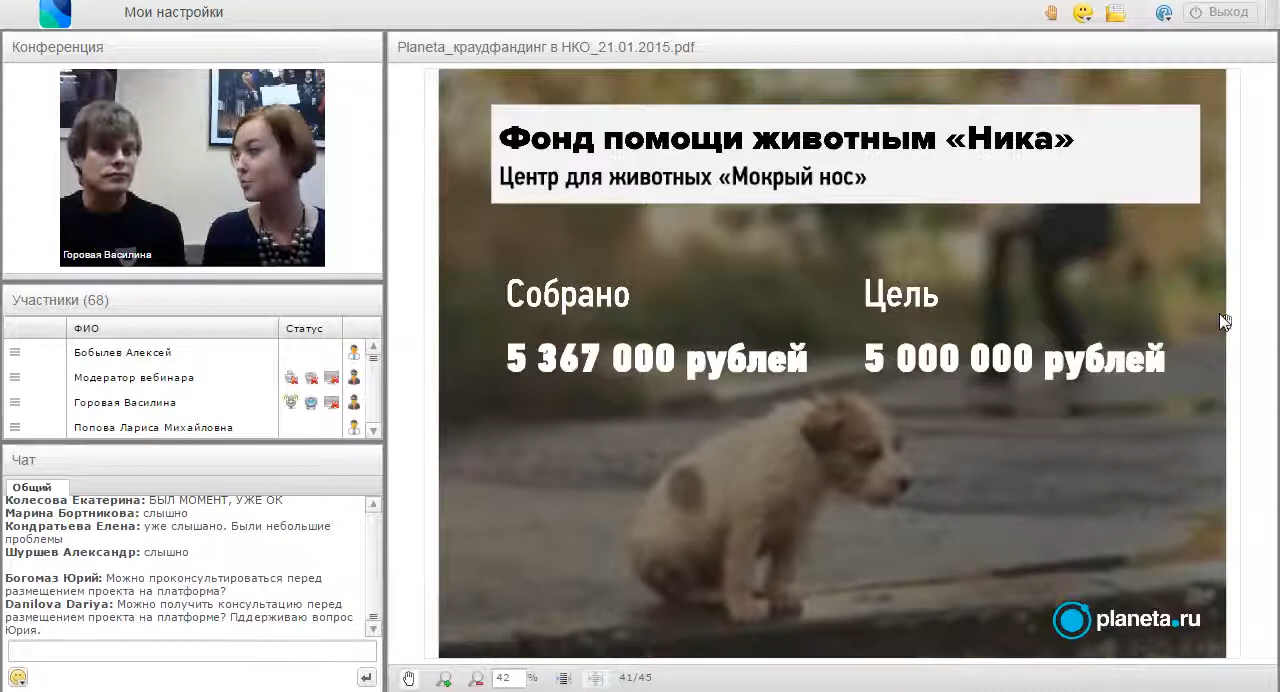 Мои настройки
Выход
Конференция
Горовая Василина
Участники (68)
ФИО
Статус
Бобылев Алексей
Модератор вебинара
Горовая Василина
Попова Лариса Михайловна
Чат
Общий
Колесова Екатерина: БЫЛ МОМЕНТ, УЖЕ ОК
Марина Бортникова: слышно
Кондратьева Елена: уже слышано. Были небольшие
проблемы
Шуршев Александр: слышно
Богомаз Юрий: Можно проконсультироваться перед
размещением проекта на платформа?
Danilova Dariya: Можно получить консультацию перед
размещением проекта на платформе? Пддерживаю вопрос
Юрия.
Planeta_краудфандинг в НКО_21.01.2015.pdf
Фонд помощи животным «Ника»
Центр для животных «Мокрый нос»
Собрано
Цель
5 367 000 рублей
5 000 000 рублей
planeta.ru
42 %
41/45